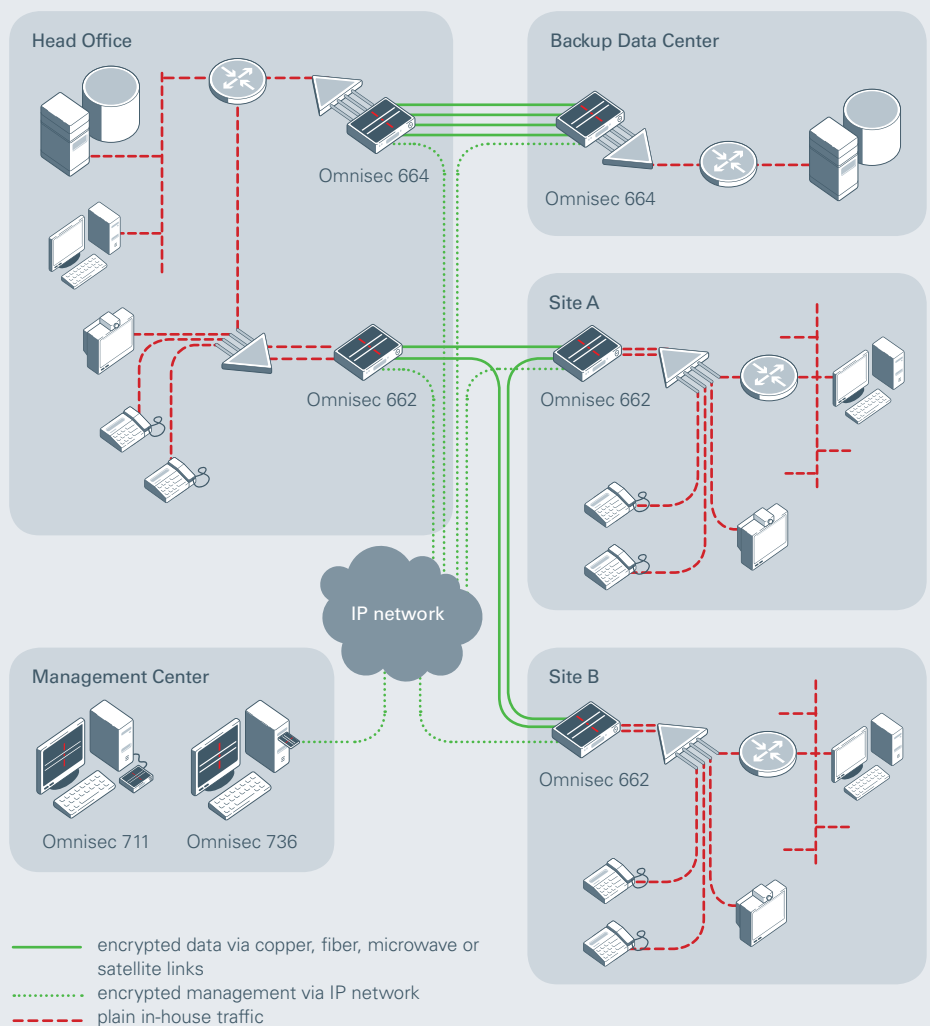 Head Office
Omnisec 664
Omnisec 662
Backup Data Center
Omnisec 664
Site A
Omnisec 662
IP network
Management Center
Omnisec 711
Omnisec 736
Site B
Omnisec 662
encrypted data via copper, fiber, microwave or
satellite links
encrypted management via IP network
plain in-house traffic